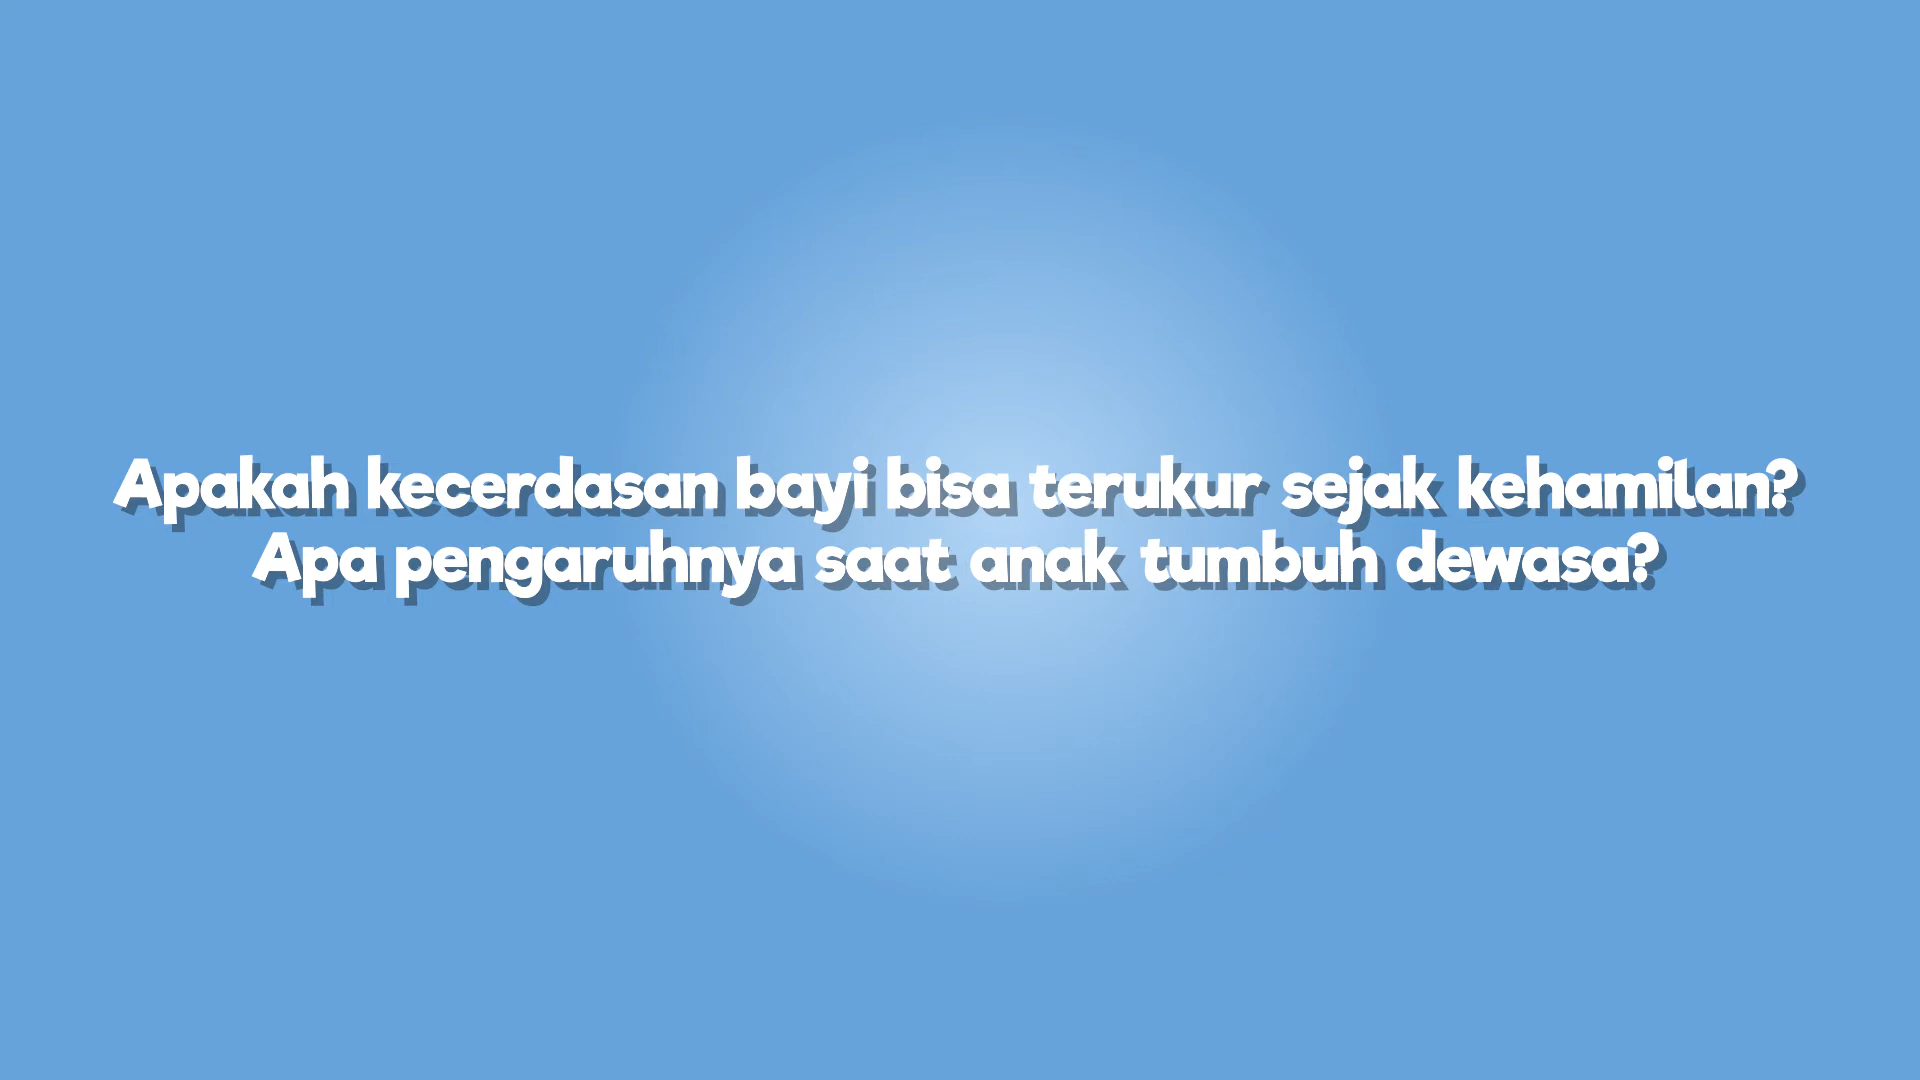 Apakah kecerdasan bayi bisa terukur sejak kehamilan?
Apa pengaruhnya saat anak tumbuh dewasa?